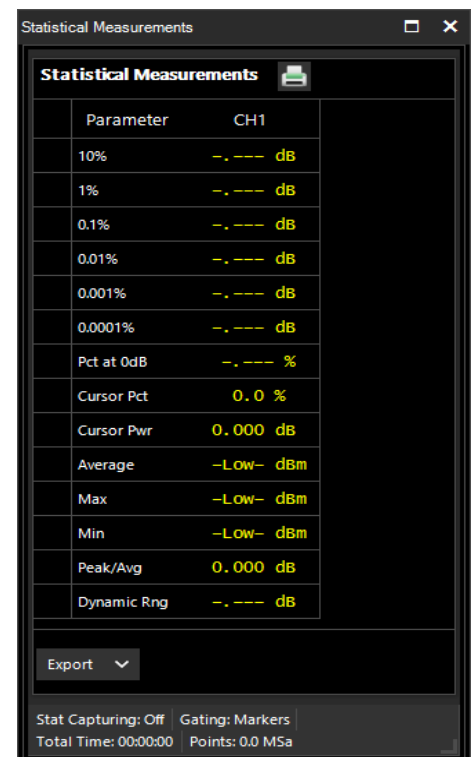 Statistical Measurements
Statistical Measurements
Parameter CH1
10% -.--- dB
1% -.--- dB
0.1% -.--- dB
0.01% -.--- dB
0.001% -.--- dB
0.0001% -.--- dB
Pct at 0dB -.--- %
Cursor Pct 0.0 %
Cursor Pwr 0.000 dB
Average -Low- dBm
Max -Low- dBm
Min -Low- dBm
Peak/Avg 0.000 dB
Dynamic Rng -.--- dB
Export
Stat Capturing: Off Gating: Markers
Total Time: 00:00:00 Points: 0.0 MSa